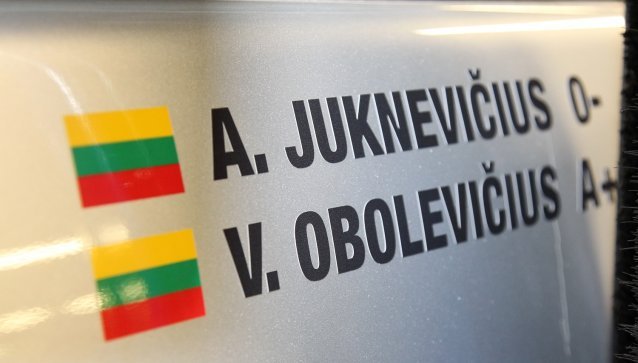 A. JUKNEVIČIUS O-
V. OBOLEVIČIUS A+